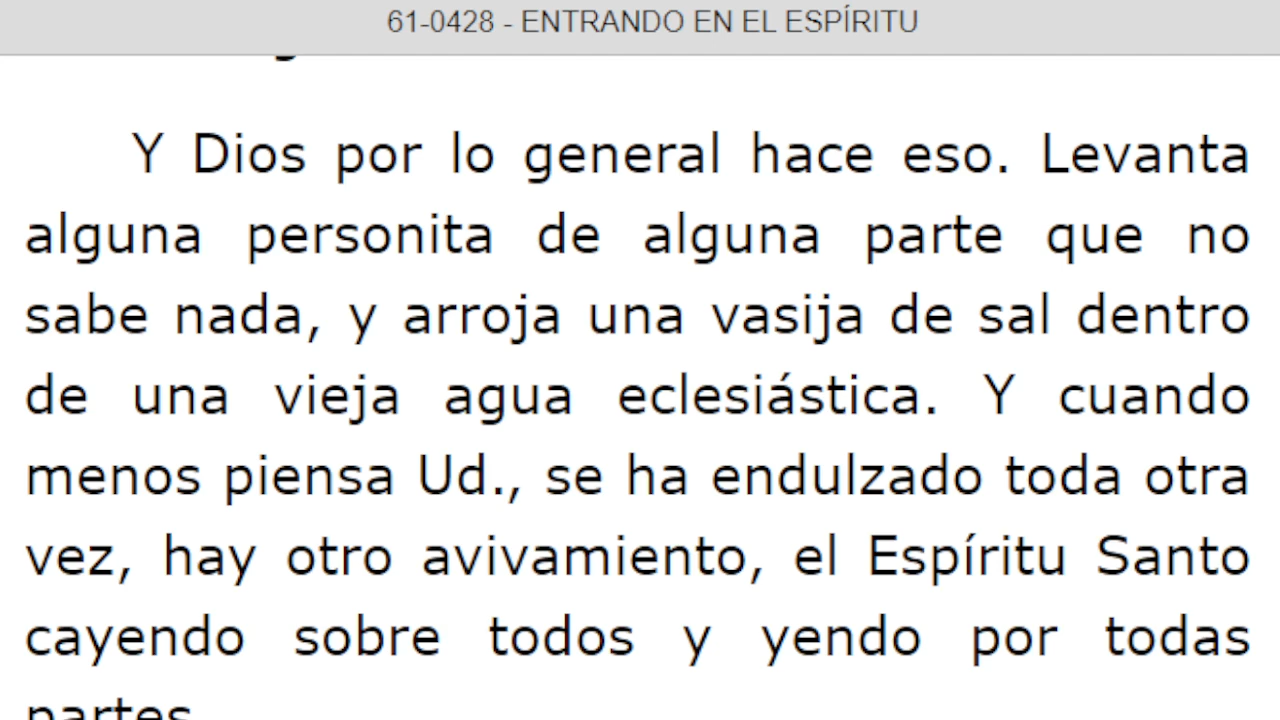 61-0428 - ENTRANDO EN EL ESPÍRITU
Y Dios por lo general hace eso. Levanta
alguna personita de alguna parte que no
sabe nada, y arroja una vasija de sal dentro
de una vieja agua eclesiástica. Y cuando
menos piensa Ud., se ha endulzado toda otra
vez, hay otro avivamiento, el Espíritu Santo
cayendo sobre todos y yendo por todas
partes.